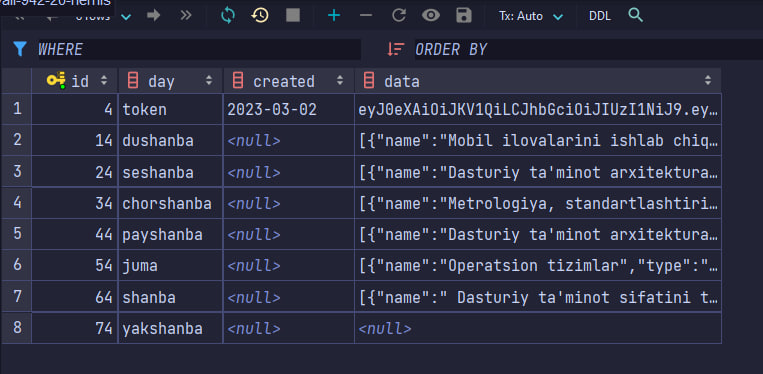 8 rows Tx: Auto DDL
WHERE ORDER BY
id day created data
1 4 token 2023-03-02 eyJ0eXAiOiJKV1QiLCJhbGciOiJIUzI1NiJ9.ey…
2 14 dushanba <null> [{"name":"Mobil ilovalarini ishlab chiq…
3 24 seshanba <null> [{"name":"Dasturiy ta'minot arxitektura…
4 34 chorshanba <null> [{"name":"Metrologiya, standartlashtiri…
5 44 payshanba <null> [{"name":"Dasturiy ta'minot arxitektura…
6 54 juma <null> [{"name":"Operatsion tizimlar","type":"…
7 64 shanba <null> [{"name":" Dasturiy ta'minot sifatini t…
8 74 yakshanba <null> <null>